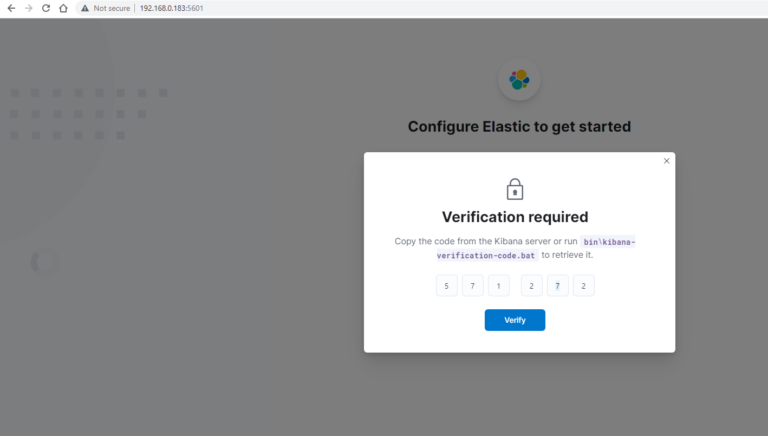 Not secure | 192.168.0.183:5601
Configure Elastic to get started
Verification required
Copy the code from the Kibana server or run bin\kibana-
verification-code.bat to retrieve it.
5 7 1 2 7 2
Verify